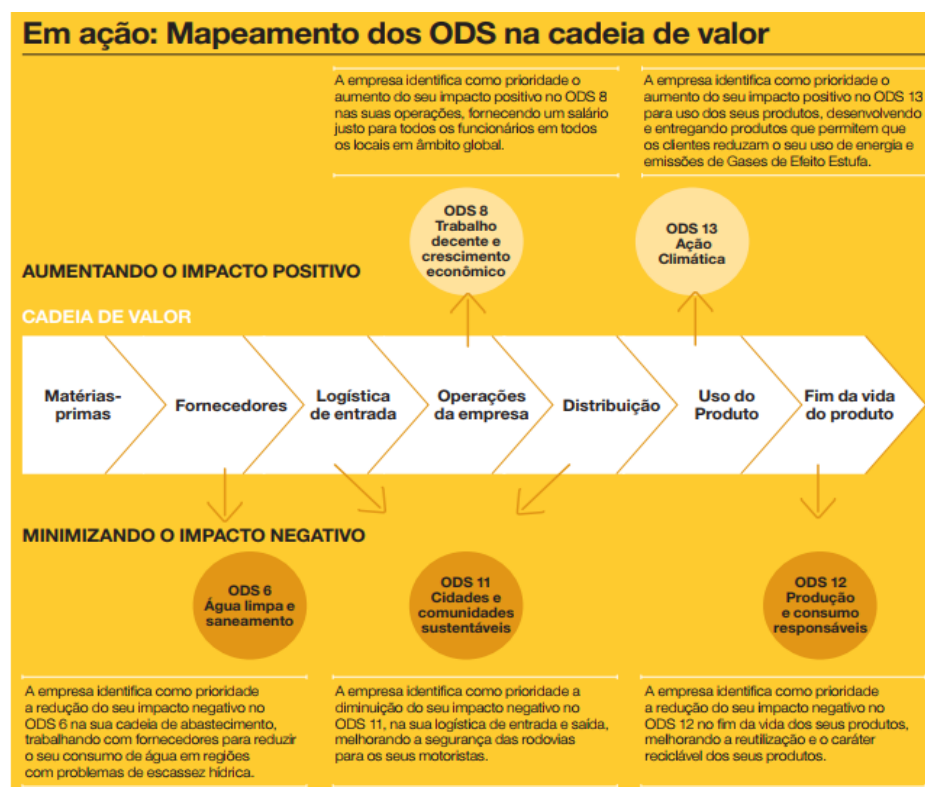 Em ação: Mapeamento dos ODS na cadeia de valor
A empresa identifica como prioridade o
aumento do seu impacto positivo no ODS 8
nas suas operações, fornecendo um salário
justo para todos os funcionários em todos
os locais em âmbito global.
A empresa identifica como prioridade o
aumento do seu impacto positivo no ODS 13
para uso dos seus produtos, desenvolvendo
e entregando produtos que permitem que
os clientes reduzam o seu uso de energia e
emissões de Gases de Efeito Estufa.
ODS 8
Trabalho
decente e
crescimento
econômico
ODS 13
Ação
Climática
AUMENTANDO O IMPACTO POSITIVO
CADEIA DE VALOR
Matérias-
primas
Fornecedores
Logística
de entrada
Operações
da empresa
Distribuição
Uso do
Produto
Fim da vida
do produto
MINIMIZANDO O IMPACTO NEGATIVO
ODS 6
Água limpa e
saneamento
ODS 11
Cidades e
comunidades
sustentáveis
ODS 12
Produção
e consumo
responsáveis
A empresa identifica como prioridade
a redução do seu impacto negativo no
ODS 6 na sua cadeia de abastecimento,
trabalhando com fornecedores para reduzir
o seu consumo de água em regiões
com problemas de escassez hídrica.
A empresa identifica como prioridade a
diminuição do seu impacto negativo no
ODS 11, na sua logística de entrada e saída,
melhorando a segurança das rodovias
para os seus motoristas.
A empresa identifica como prioridade
a redução do seu impacto negativo no
ODS 12 no fim da vida dos seus produtos,
melhorando a reutilização e o caráter
reciclável dos seus produtos.